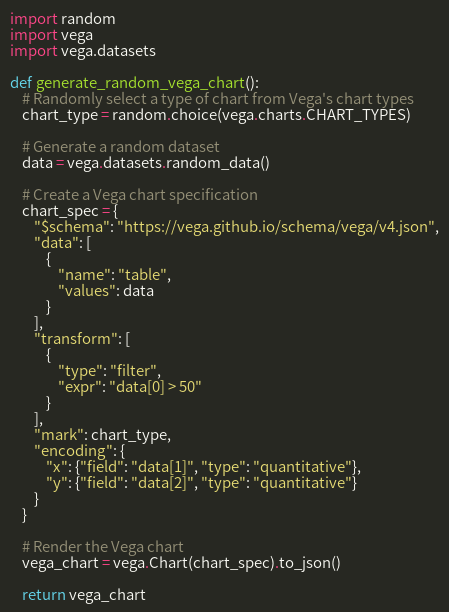 import random
import vega
import vega.datasets

def generate_random_vega_chart():
    # Randomly select a type of chart from Vega's chart types
    chart_type = random.choice(vega.charts.CHART_TYPES)

    # Generate a random dataset
    data = vega.datasets.random_data()

    # Create a Vega chart specification
    chart_spec = {
        "$schema": "https://vega.github.io/schema/vega/v4.json",
        "data": [
            {
                "name": "table",
                "values": data
            }
        ],
        "transform": [
            {
                "type": "filter",
                "expr": "data[0] > 50"
            }
        ],
        "mark": chart_type,
        "encoding": {
            "x": {"field": "data[1]", "type": "quantitative"},
            "y": {"field": "data[2]", "type": "quantitative"}
        }
    }

    # Render the Vega chart
    vega_chart = vega.Chart(chart_spec).to_json()

    return vega_chart